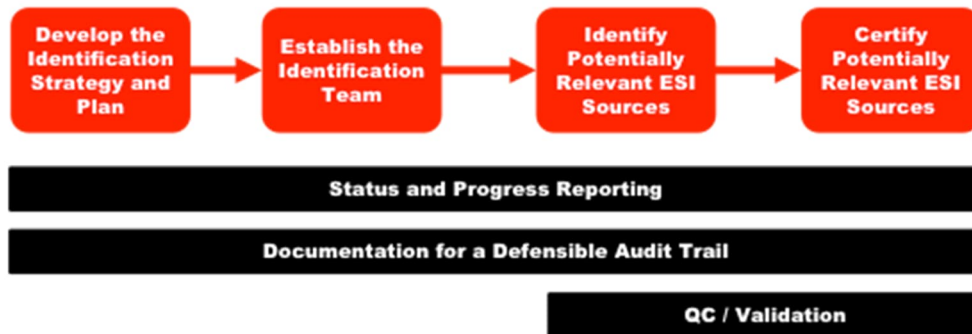 Develop the
Identification
Strategy and
Plan
Establish the
Identification
Team
Identify
Potentially
Relevant ESI
Sources
Certify
Potentially
Relevant ESI
Sources
Status and Progress Reporting
Documentation for a Defensible Audit Trail
QC / Validation